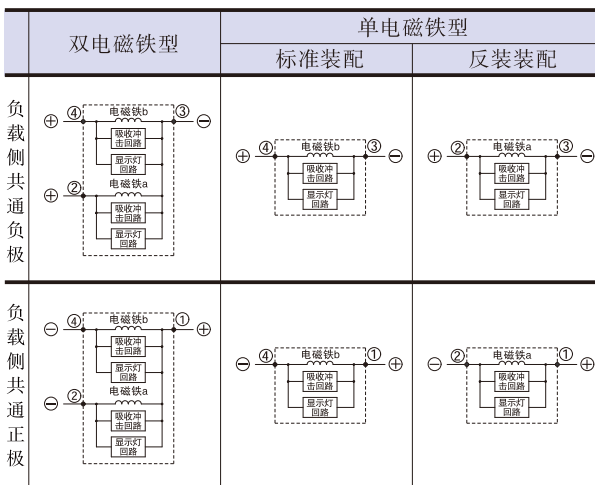 双电磁铁型
单电磁铁型
标准装配
反装装配
负载侧共通负极
④
电磁铁b
③
⊕
⊖
吸收冲
击回路
显示灯
回路
②
电磁铁a
⊕
吸收冲
击回路
显示灯
回路
④
电磁铁b
③
⊕
⊖
吸收冲
击回路
显示灯
回路
②
电磁铁a
③
⊕
⊖
吸收冲
击回路
显示灯
回路
负载侧共通正极
④
电磁铁b
①
⊖
⊕
吸收冲
击回路
显示灯
回路
②
电磁铁a
⊖
吸收冲
击回路
显示灯
回路
④
电磁铁b
①
⊖
⊕
吸收冲
击回路
显示灯
回路
②
电磁铁a
①
⊖
⊕
吸收冲
击回路
显示灯
回路